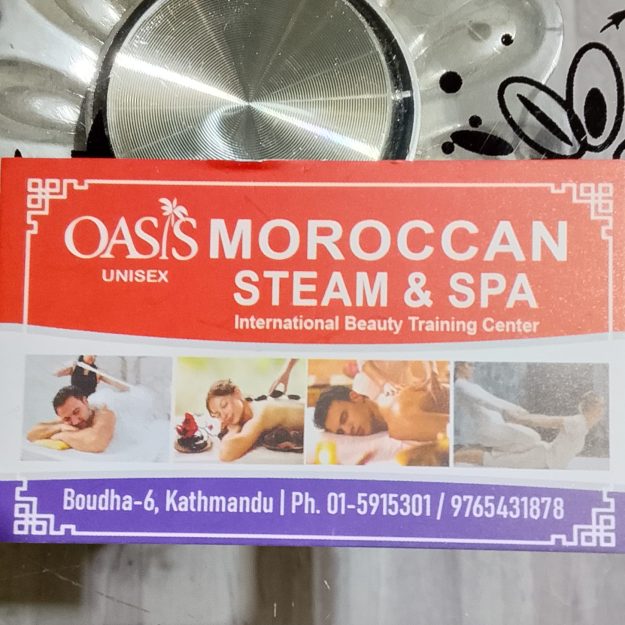 OASIS
UNISEX
MOROCCAN
STEAM & SPA
International Beauty Training Center
Boudha-6, Kathmandu | Ph. 01-5915301 / 9765431878